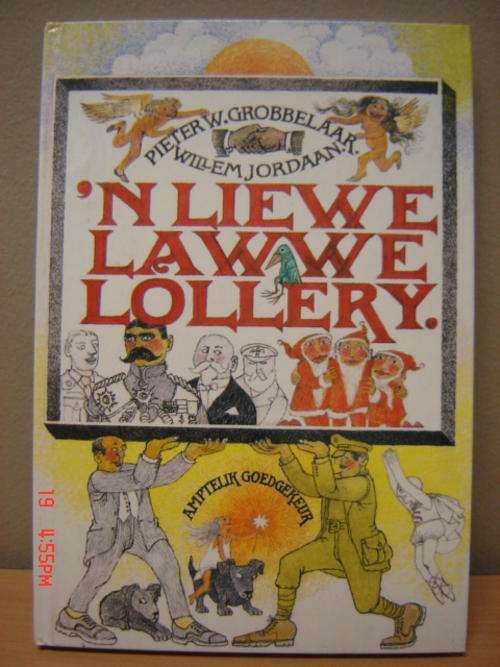 PIETER W. GROBBELAAR.
WILLEM JORDAAN.
'N LIEWE
LAWWE
LOLLERY.
AMPTELIK GOEDGEKEUR
19 4:55PM